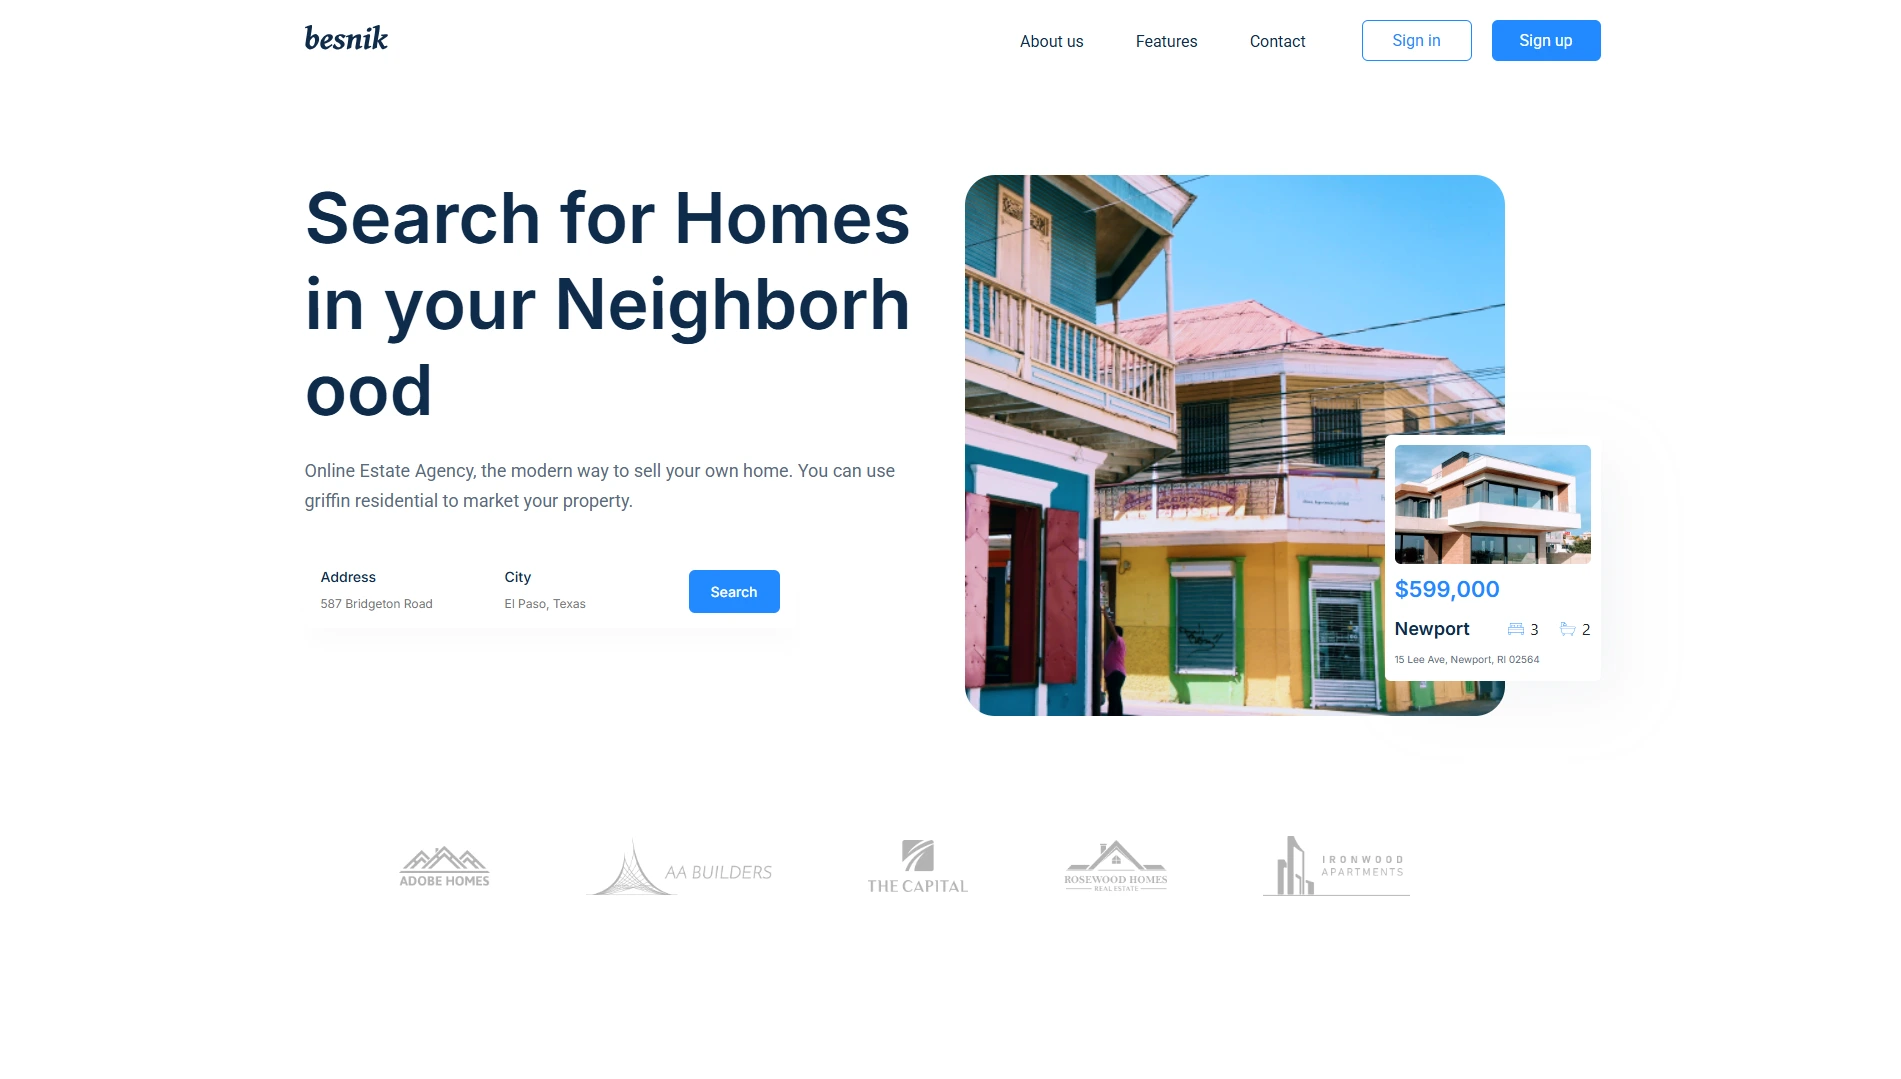 besnik
About us
Features
Contact
Sign in
Sign up
Search for Homes
in your Neighborh
ood
Online Estate Agency, the modern way to sell your own home. You can use
griffin residential to market your property.
Address
587 Bridgeton Road
City
El Paso, Texas
Search
$599,000
Newport
3
2
15 Lee Ave, Newport, RI 02564
ADOBE HOMES
AA BUILDERS
THE CAPITAL
ROSEWOOD HOMES
REAL ESTATE
IRONWOOD
APARTMENTS